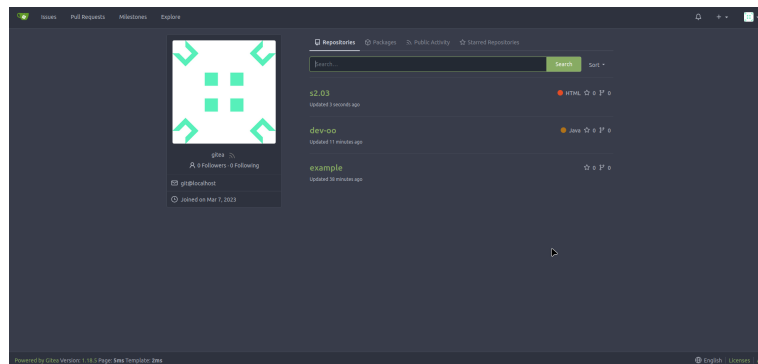 Issues Pull Requests Milestones Explore
Repositories Packages Public Activity Starred Repositories
Search...
Search
Sort
s2.03
HTML 0 0
Updated 3 seconds ago
dev-oo
Java 0 0
Updated 11 minutes ago
example
0 0
Updated 38 minutes ago
gitea
0 Followers · 0 Following
git@localhost
Joined on Mar 7, 2023
Powered by Gitea Version: 1.18.5 Page: 5ms Template: 2ms
English Licenses